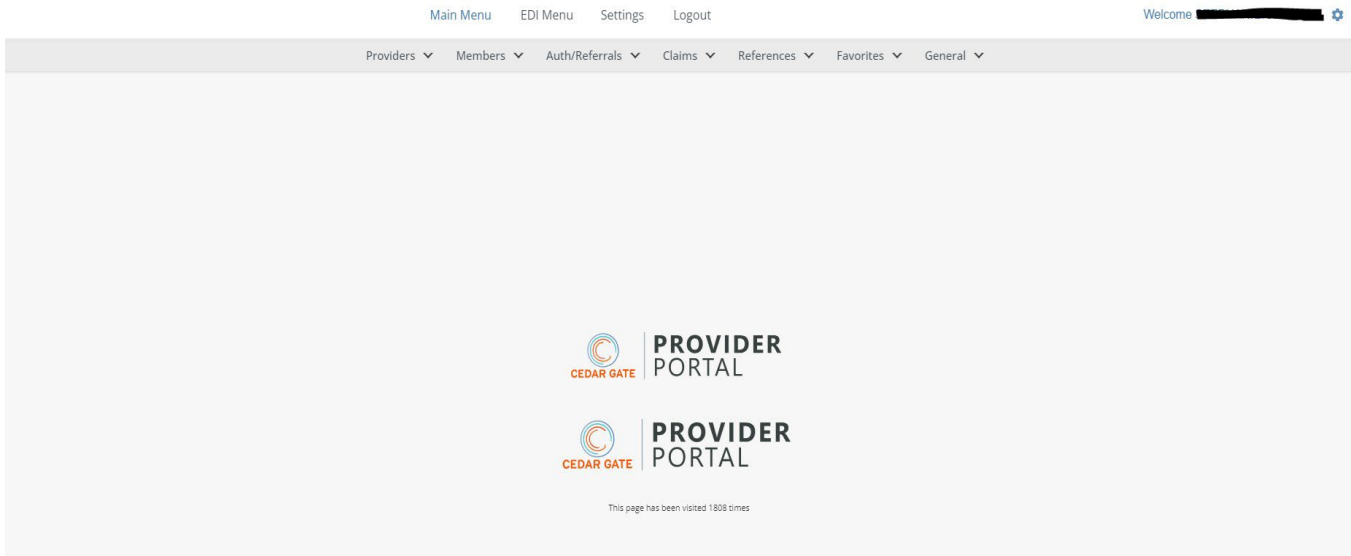 Main Menu EDI Menu Settings Logout Welcome
Providers Members Auth/Referrals Claims References Favorites General
CEDAR GATE PROVIDER PORTAL
CEDAR GATE PROVIDER PORTAL
This page has been visited 1808 times